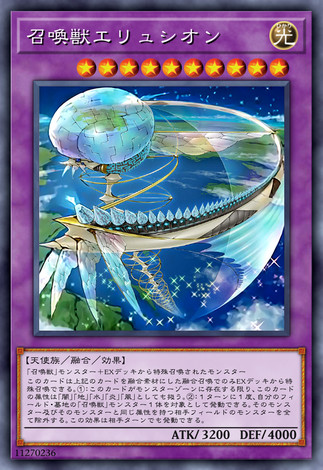 召喚獣エリュシオン
光
【天使族／融合／効果】
「召喚獣」モンスター＋EXデッキから特殊召喚されたモンスター
このカードは上記のカードを融合素材にした融合召喚でのみEXデッキから特
殊召喚できる。①：このカードがモンスターゾーンに存在する限り、このカード
の属性は「闇」「地」「水」「炎」「風」としても扱う。②：１ターンに１度、自分のフィ
ールド・墓地の「召喚獣」モンスター１体を対象として発動できる。そのモンス
ター及びそのモンスターと同じ属性を持つ相手フィールドのモンスターを全
て除外する。この効果は相手ターンでも発動できる。
ATK/3200 DEF/4000
11270236